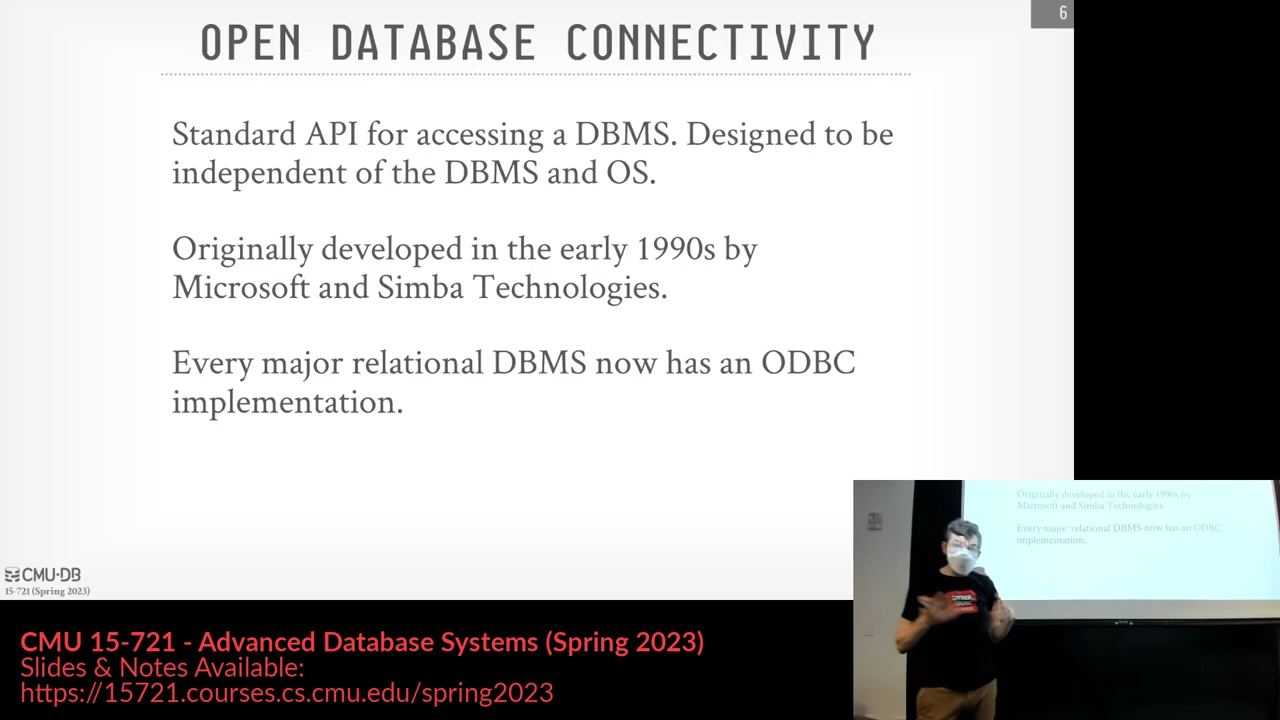 6
OPEN DATABASE CONNECTIVITY
Standard API for accessing a DBMS. Designed to be
independent of the DBMS and OS.
Originally developed in the early 1990s by
Microsoft and Simba Technologies.
Every major relational DBMS now has an ODBC
implementation.
CMU·DB
15-721 (Spring 2023)
Originally developed in the early 1990s by
Microsoft and Simba Technologies.
Every major relational DBMS now has an ODBC
implementation.
CMU 15-721 - Advanced Database Systems (Spring 2023)
Slides & Notes Available:
https://15721.courses.cs.cmu.edu/spring2023